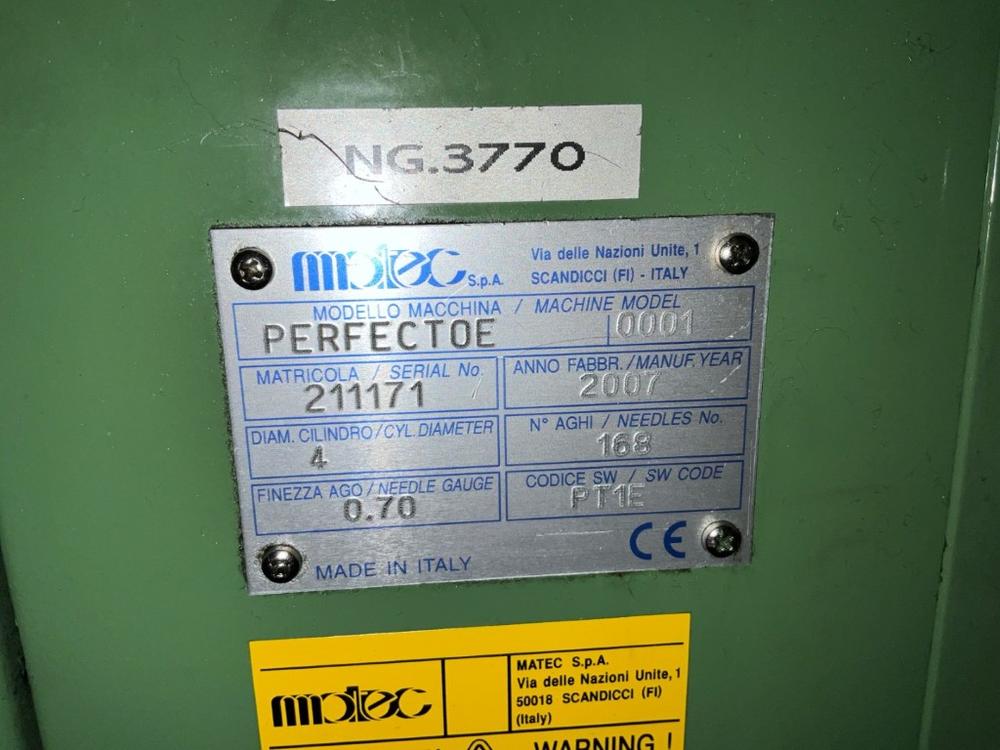 NG.3770
matec S.p.A.
Via delle Nazioni Unite, 1
SCANDICCI (FI) - ITALY
MODELLO MACCHINA / MACHINE MODEL
PERFECTOE 0001
MATRICOLA / SERIAL No.
211171
ANNO FABBR. / MANUF. YEAR
2007
DIAM. CILINDRO / CYL. DIAMETER
4
N° AGHI / NEEDLES No.
168
FINEZZA AGO / NEEDLE GAUGE
0.70
CODICE SW / SW CODE
PT1E
MADE IN ITALY
CE
matec
MATEC S.p.A.
Via delle Nazioni Unite, 1
50018 SCANDICCI (FI)
(Italy)
WARNING !